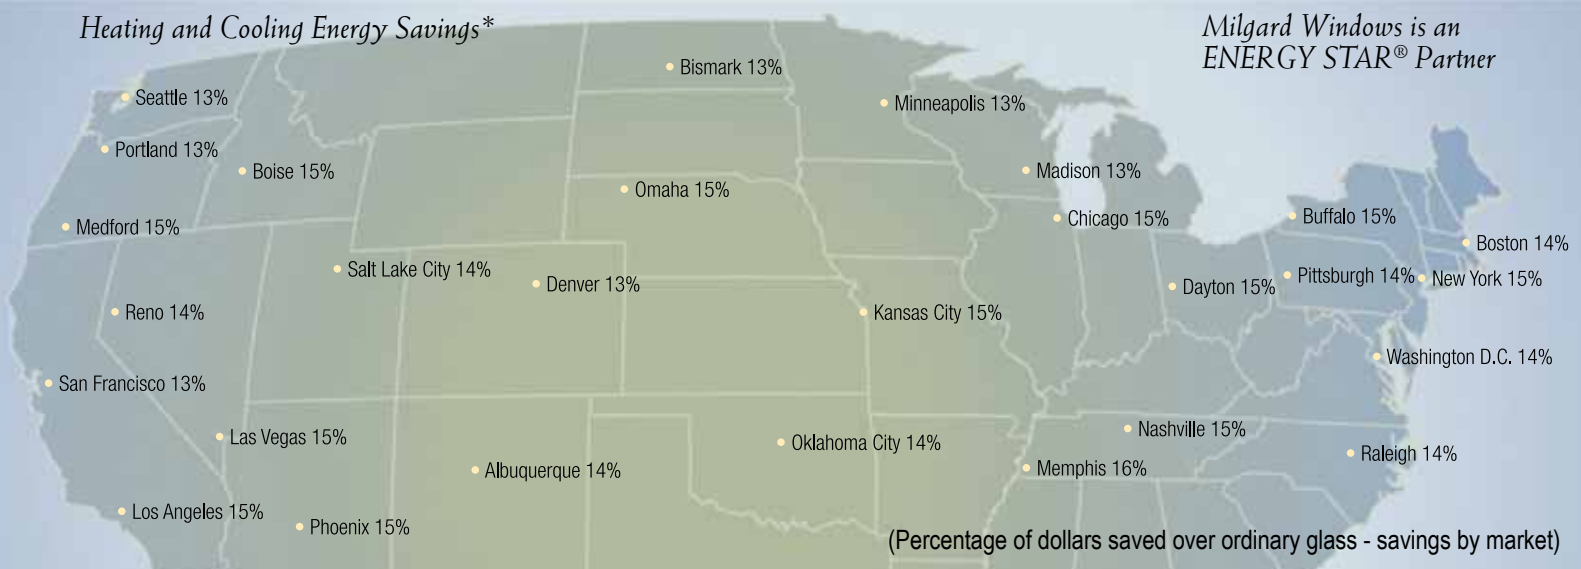 Heating and Cooling Energy Savings*
Milgard Windows is an
ENERGY STAR® Partner
Bismark 13%
Seattle 13%
Minneapolis 13%
Portland 13%
Boise 15%
Madison 13%
Omaha 15%
Medford 15%
Chicago 15%
Buffalo 15%
Boston 14%
Salt Lake City 14%
Denver 13%
Dayton 15%
Pittsburgh 14%
New York 15%
Reno 14%
Kansas City 15%
Washington D.C. 14%
San Francisco 13%
Las Vegas 15%
Oklahoma City 14%
Nashville 15%
Raleigh 14%
Albuquerque 14%
Memphis 16%
Los Angeles 15%
Phoenix 15%
(Percentage of dollars saved over ordinary glass - savings by market)